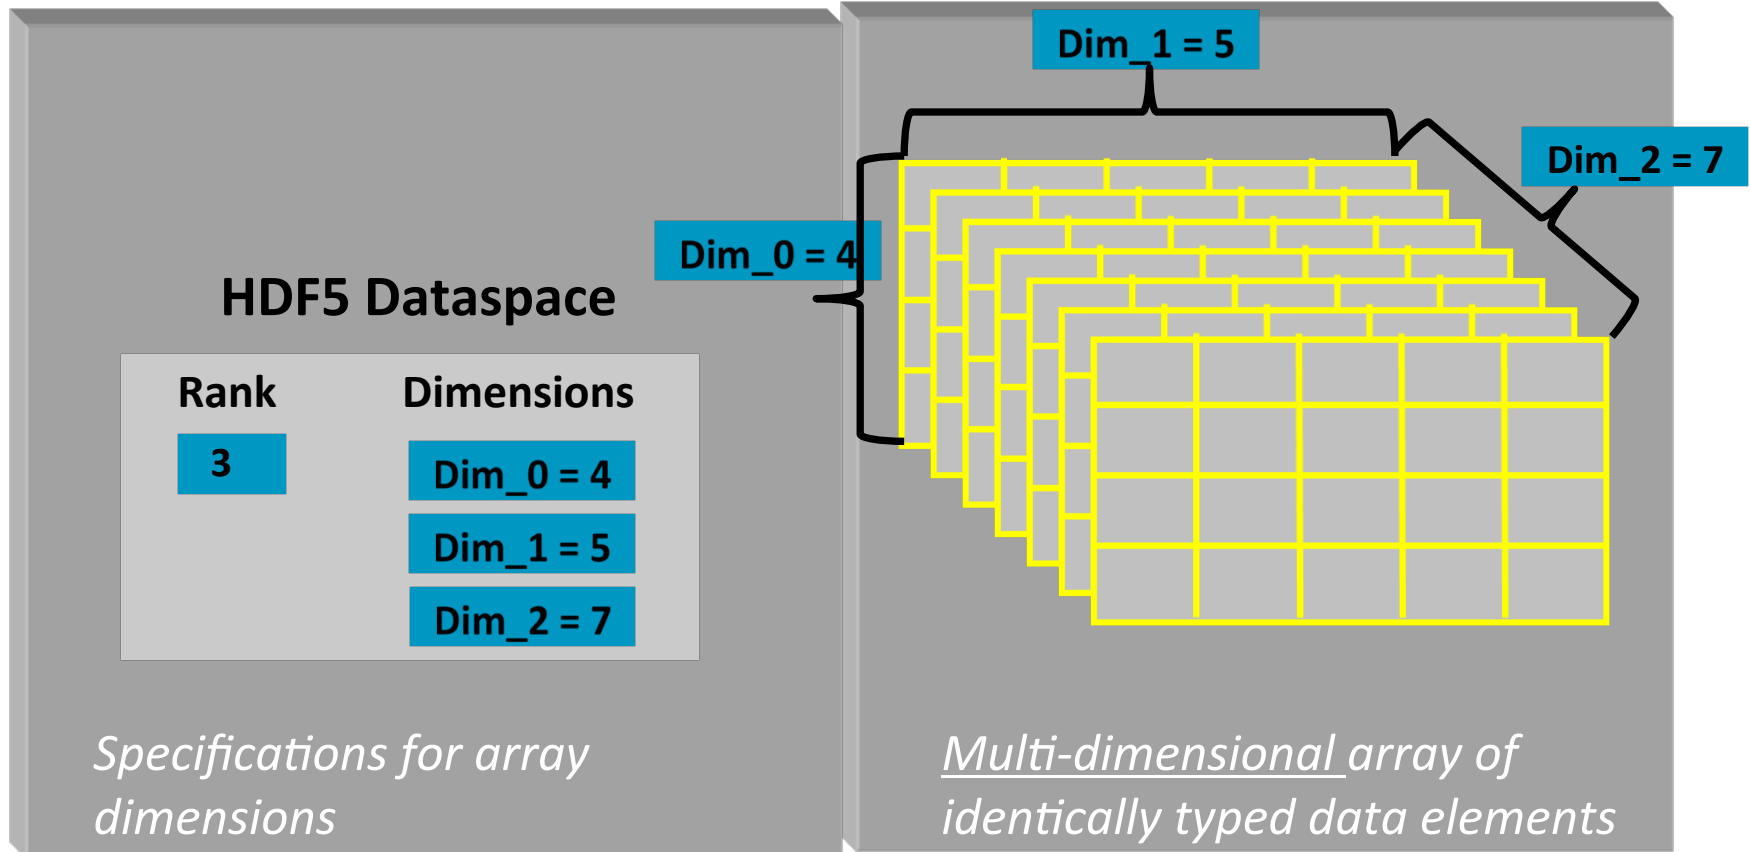 HDF5 Dataspace
Rank
Dimensions
3
Dim_0 = 4
Dim_1 = 5
Dim_2 = 7
Specifications for array
dimensions
Dim_1 = 5
Dim_2 = 7
Dim_0 = 4
Multi-dimensional array of
identically typed data elements